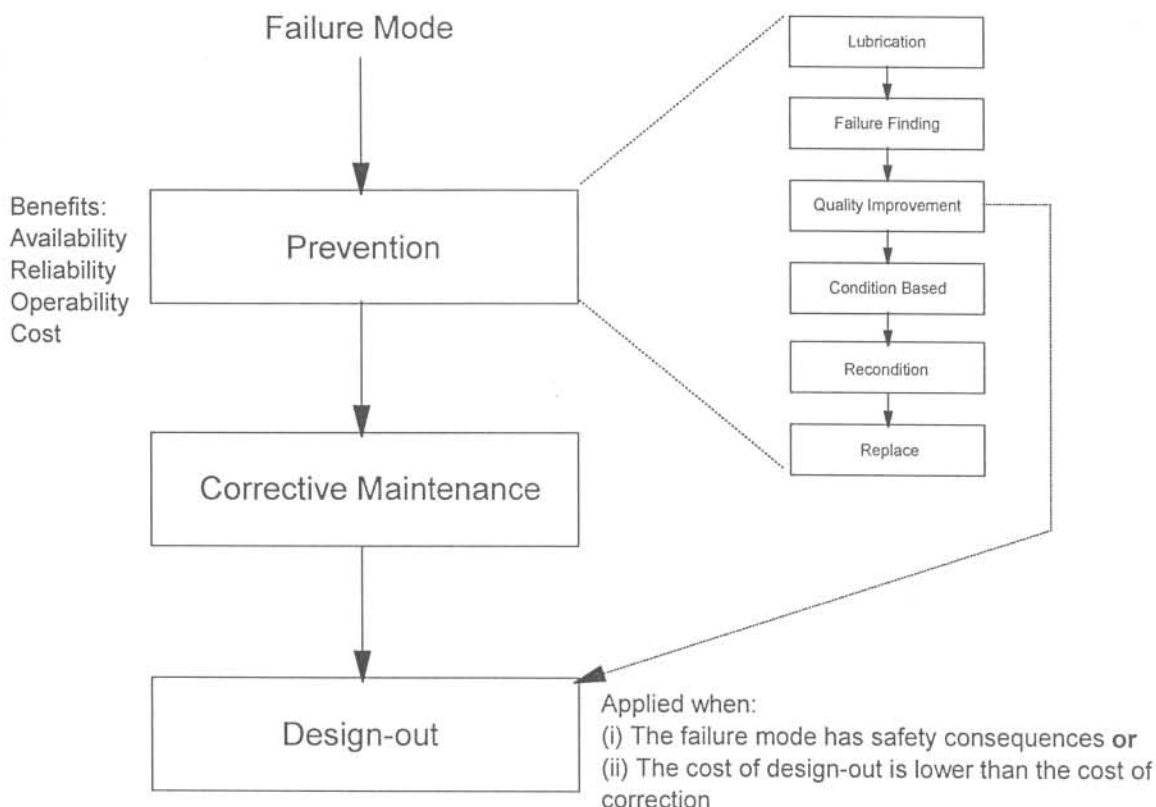 Failure Mode
Benefits:
Availability
Reliability
Operability
Cost
Prevention
Corrective Maintenance
Design-out
Lubrication
Failure Finding
Quality Improvement
Condition Based
Recondition
Replace
Applied when:
(i) The failure mode has safety consequences or
(ii) The cost of design-out is lower than the cost of
correction